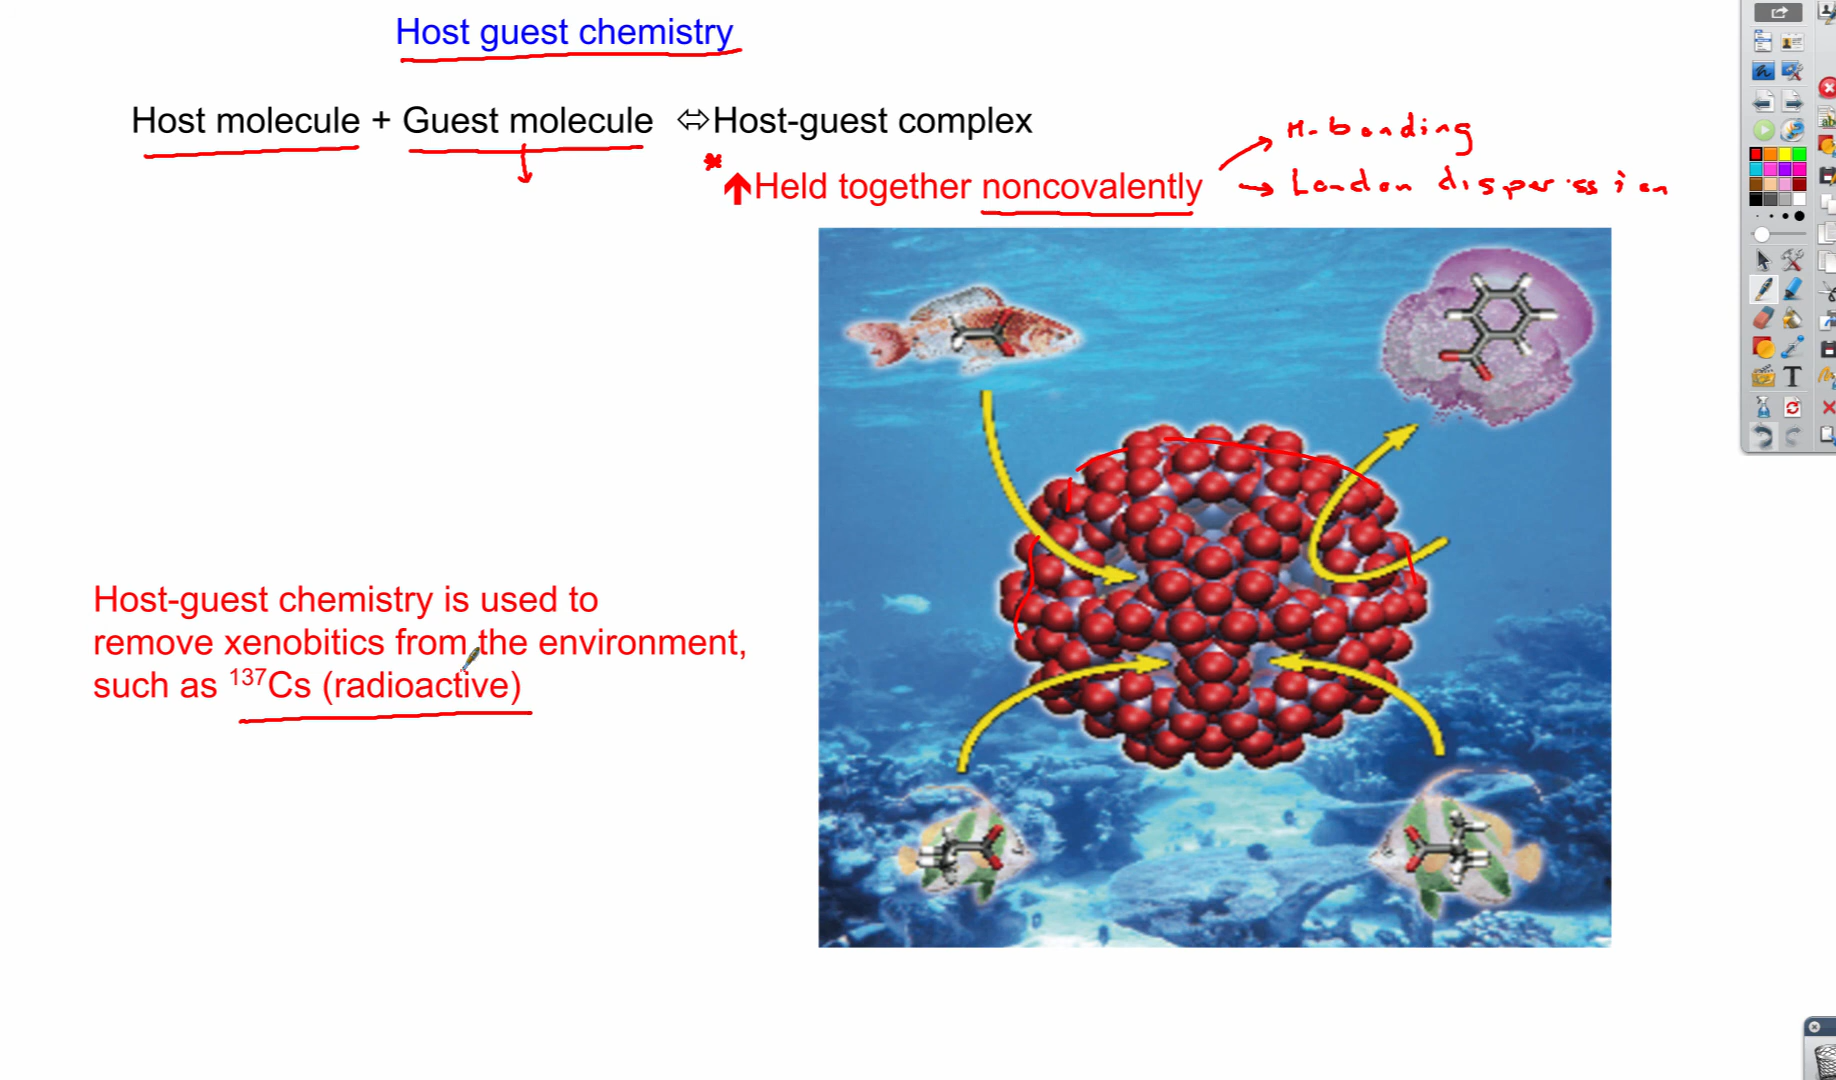 Host guest chemistry
Host molecule + Guest molecule ⇔ Host-guest complex
H-bonding
* ↑Held together noncovalently → London disperssion
Host-guest chemistry is used to
remove xenobitics from the environment,
such as ¹³⁷Cs (radioactive)
T